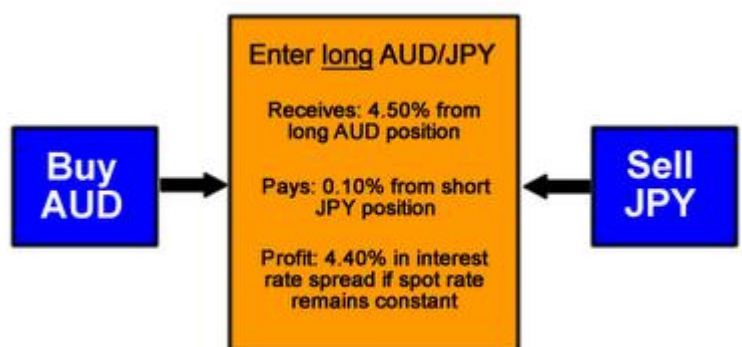 Enter long AUD/JPY
Receives: 4.50% from
long AUD position
Buy
AUD
Pays: 0.10% from short
JPY position
Sell
JPY
Profit: 4.40% in interest
rate spread if spot rate
remains constant